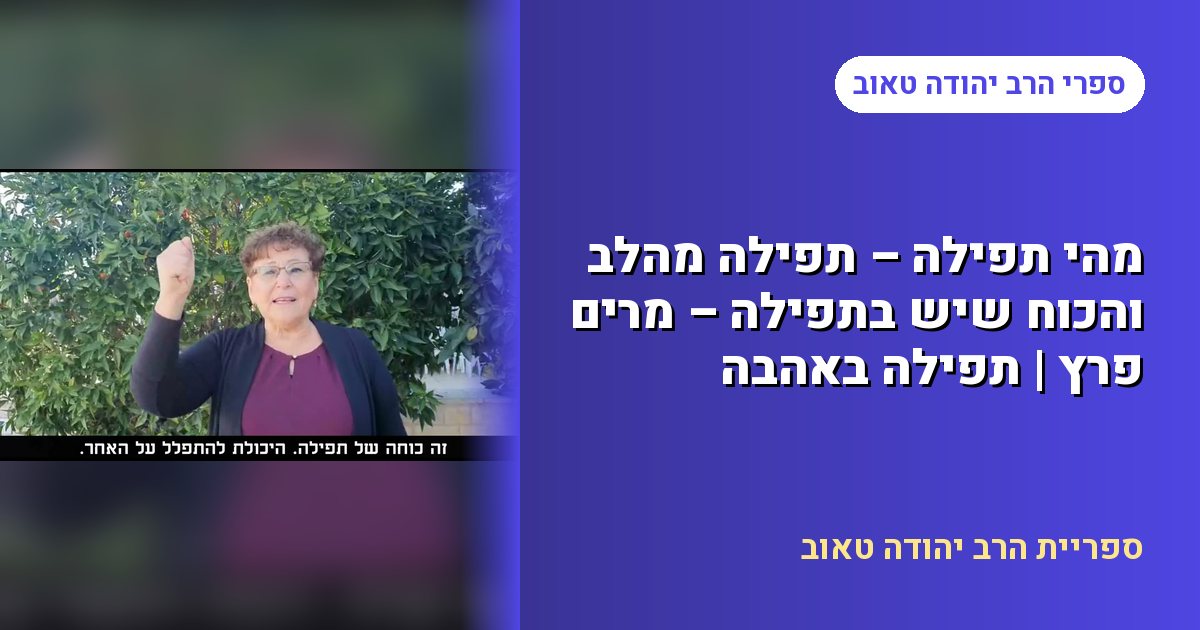 ספרי הרב יהודה טאוב
מהי תפילה – תפילה מהלב
והכוח שיש בתפילה – מרים
פרץ | תפילה באהבה
זה כוחה של תפילה. היכולת להתפלל על האחר.
ספריית הרב יהודה טאוב